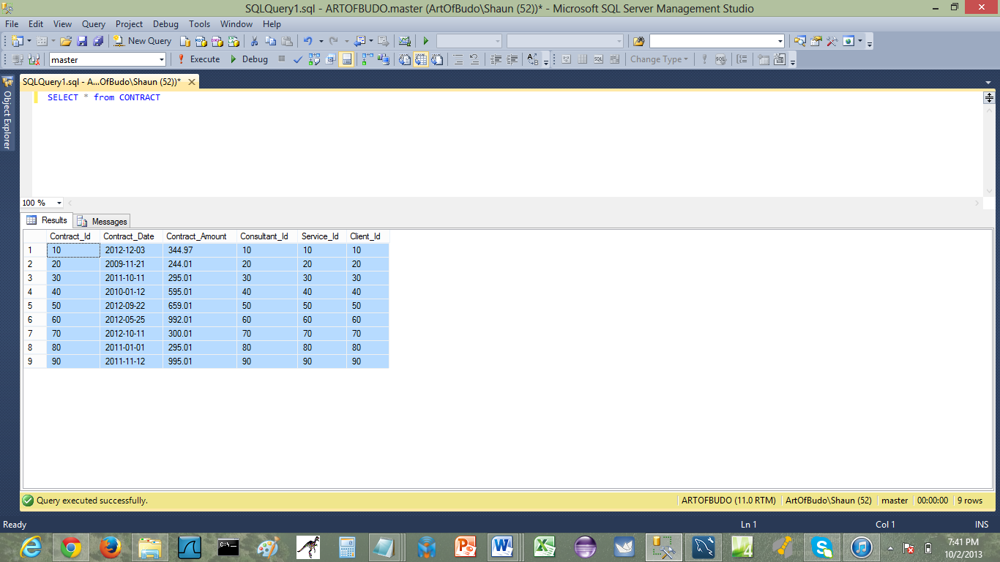 SQLQuery1.sql - ARTOFBUDO.master (ArtOfBudo\Shaun (52))* - Microsoft SQL Server Management Studio
File Edit View Query Project Debug Tools Window Help
New Query
master Execute Debug Change Type
SQLQuery1.sql - A...OfBudo\Shaun (52))*
Object Explorer
SELECT * from CONTRACT
100 %
Results Messages
Contract_Id Contract_Date Contract_Amount Consultant_Id Service_Id Client_Id
1 10 2012-12-03 344.97 10 10 10
2 20 2009-11-21 244.01 20 20 20
3 30 2011-10-11 295.01 30 30 30
4 40 2010-01-12 595.01 40 40 40
5 50 2012-09-22 659.01 50 50 50
6 60 2012-05-25 992.01 60 60 60
7 70 2012-10-11 300.01 70 70 70
8 80 2011-01-01 295.01 80 80 80
9 90 2011-11-12 995.01 90 90 90
Query executed successfully. ARTOFBUDO (11.0 RTM) ArtOfBudo\Shaun (52) master 00:00:00 9 rows
Ready Ln 1 Col 1 INS
7:41 PM
10/2/2013